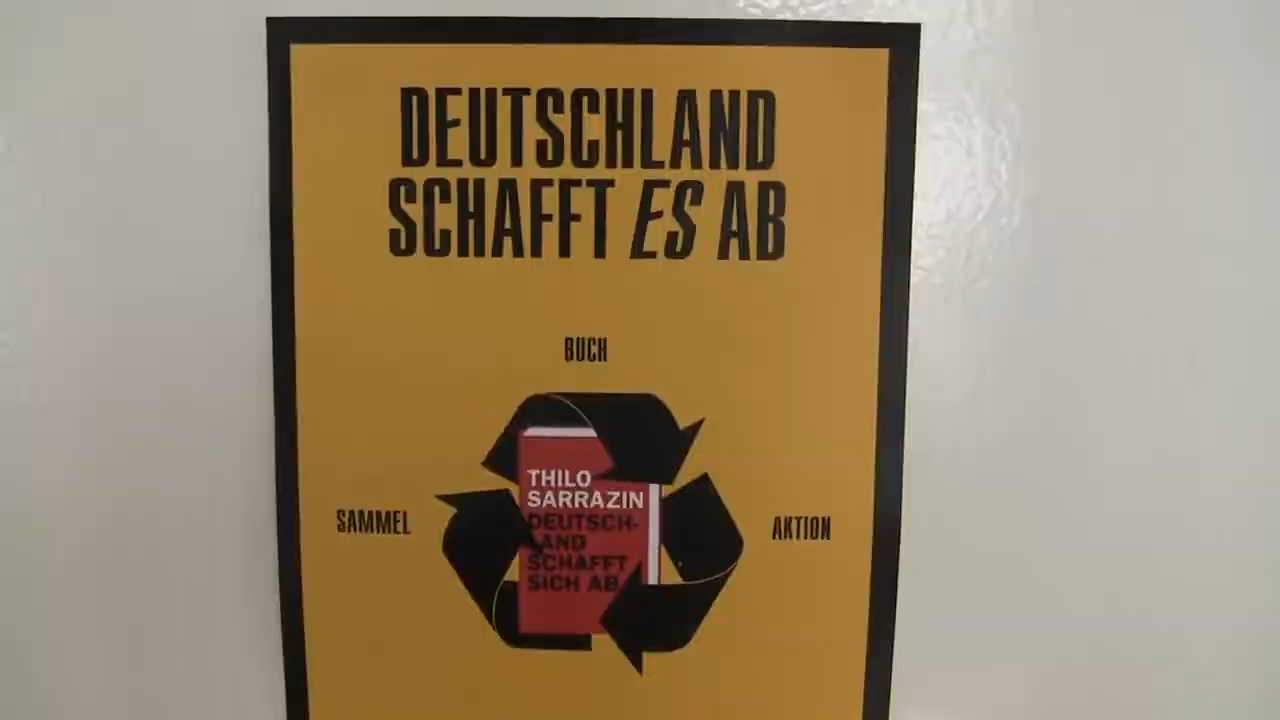 DEUTSCHLAND
SCHAFFT ES AB
BUCH
SAMMEL
AKTION
THILO
SARRAZIN
DEUTSCH-
LAND
SCHAFFT
SICH AB